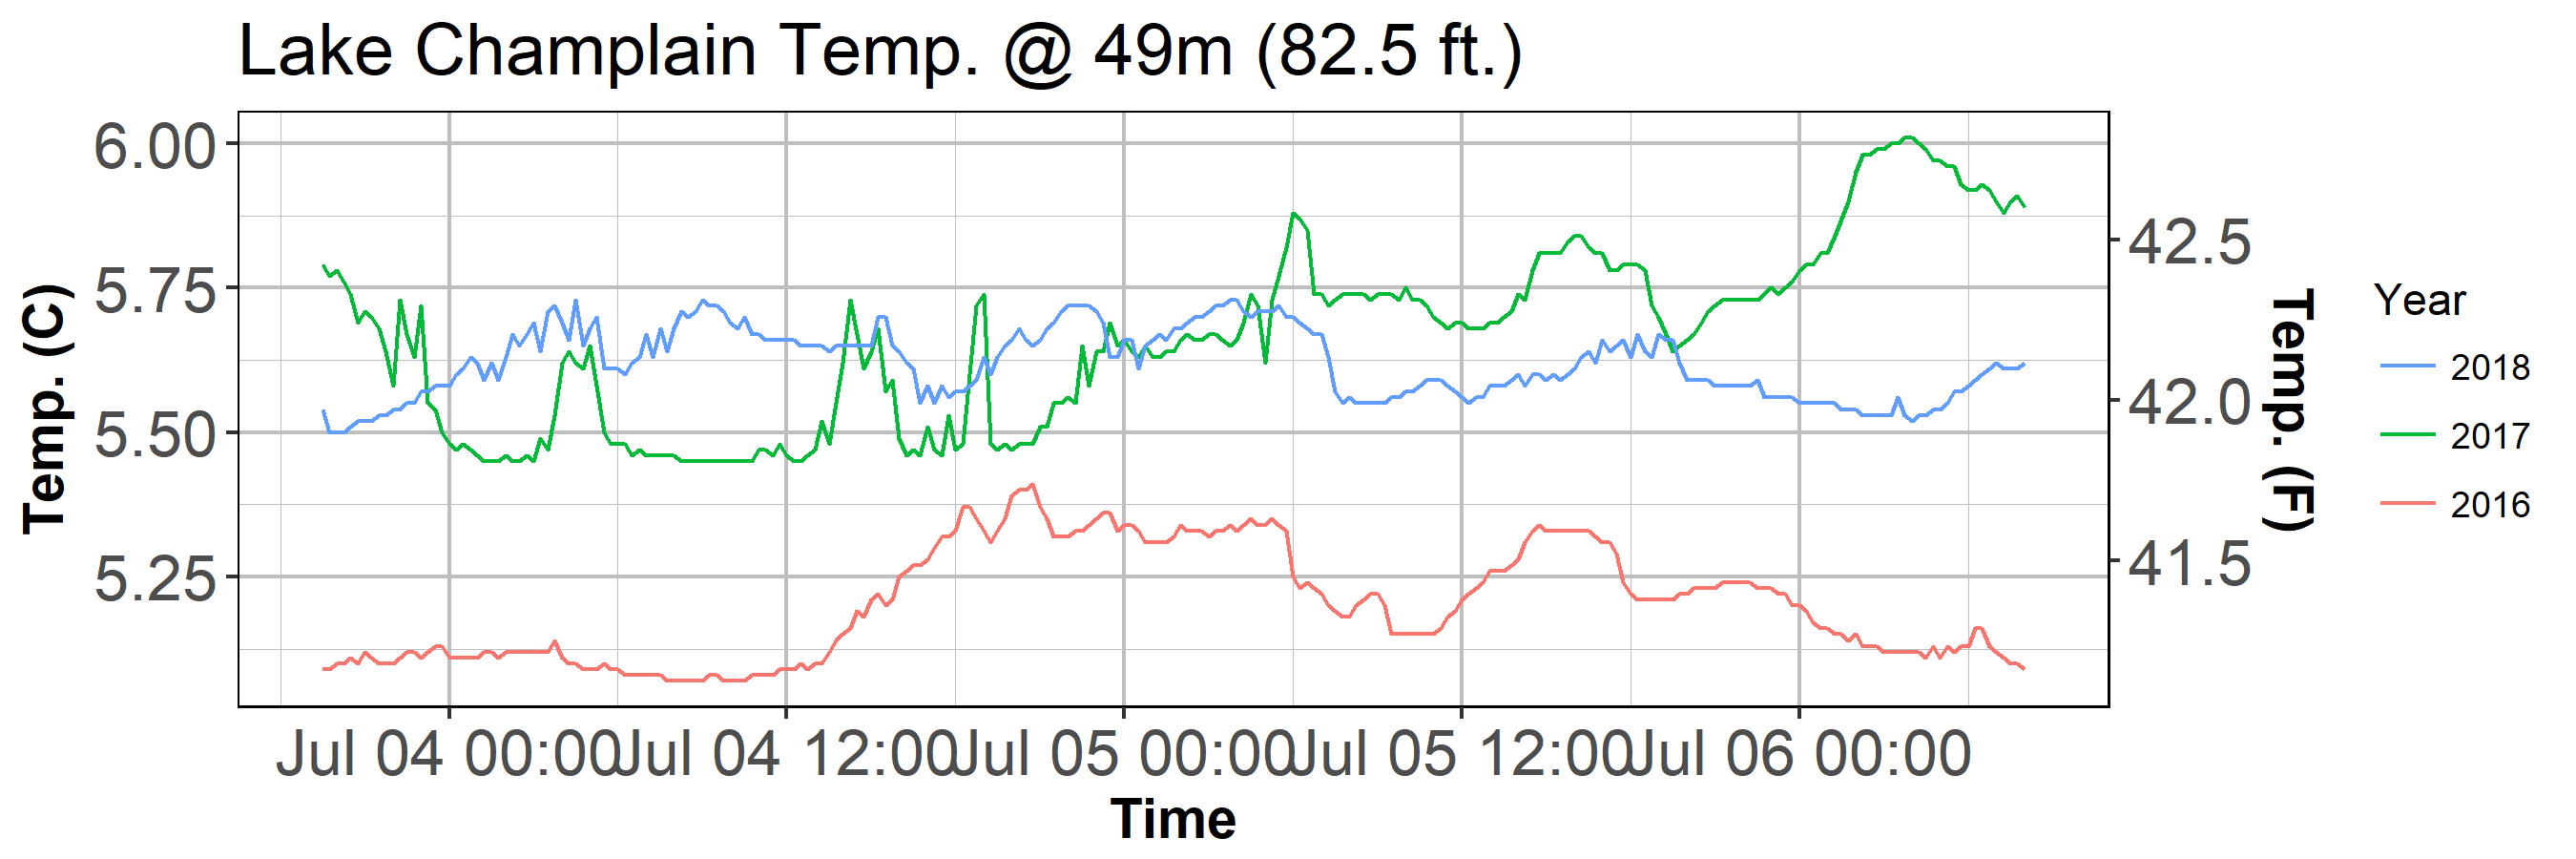 Lake Champlain Temp. @ 49m (82.5 ft.)
6.00
5.75
5.50
5.25
Temp. (C)
42.5
42.0
41.5
Temp. (F)
Year
2018
2017
2016
Jul 04 00:00 Jul 04 12:00 Jul 05 00:00 Jul 05 12:00 Jul 06 00:00
Time